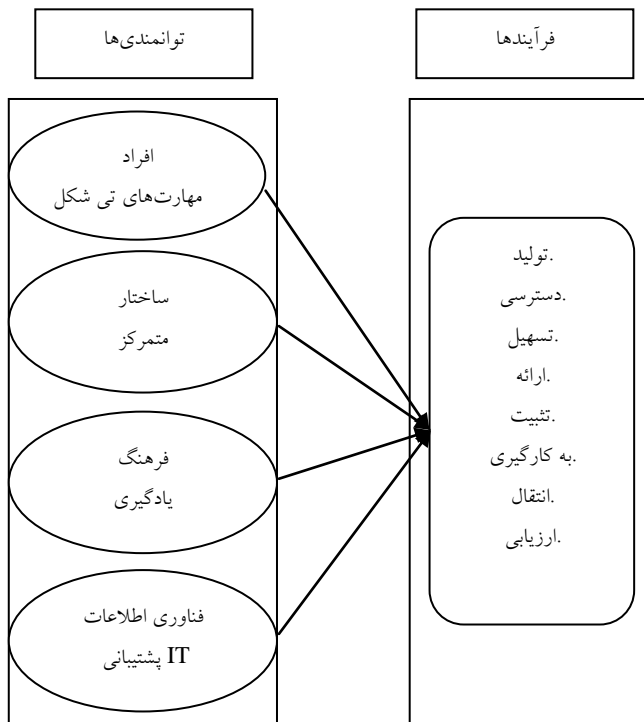 فرآیندها
توانمندی‌ها
افراد
مهارت‌های تی شکل
ساختار
متمرکز
فرهنگ
یادگیری
فناوری اطلاعات
پشتیبانی IT
.تولید
.دسترسی
.تسهیل
.ارائه
.تثبیت
.به کارگیری
.انتقال
.ارزیابی